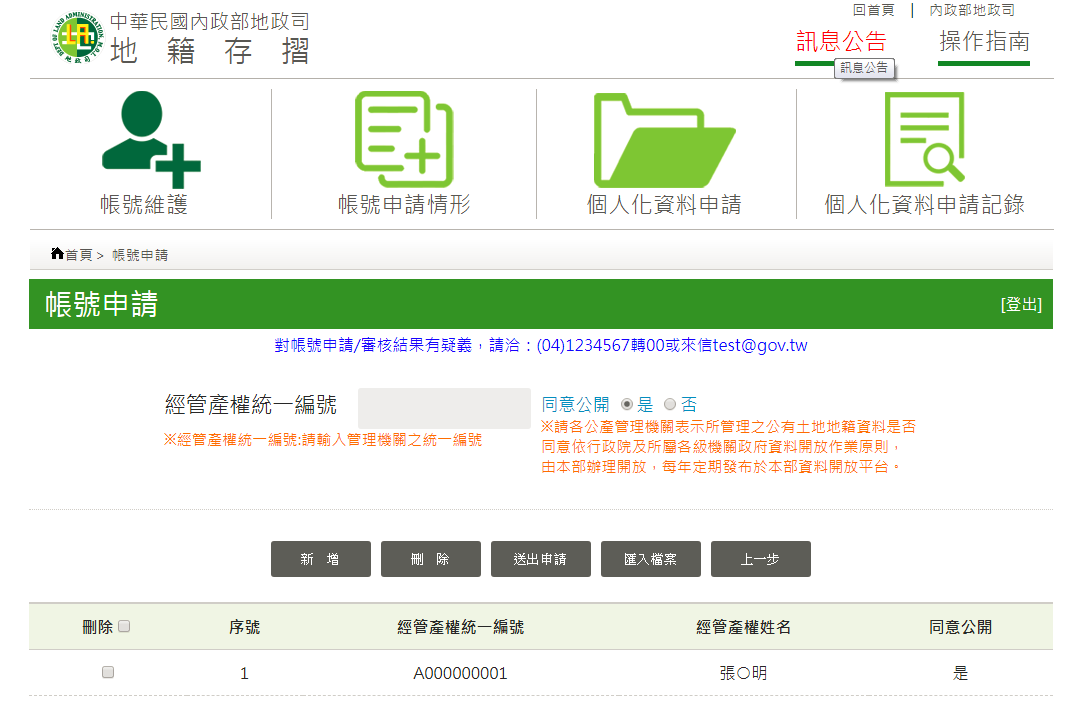 回首頁 | 內政部地政司
中華民國內政部地政司
地籍存摺
訊息公告 操作指南
訊息公告
帳號維護 帳號申請情形 個人化資料申請 個人化資料申請記錄
首頁 > 帳號申請
帳號申請 [登出]
對帳號申請/審核結果有疑義，請洽：(04)1234567轉00或來信test@gov.tw
經管產權統一編號 同意公開 是 否
※經管產權統一編號:請輸入管理機關之統一編號
※請各公產管理機關表示所管理之公有土地地籍資料是否
同意依行政院及所屬各級機關政府資料開放作業原則，
由本部辦理開放，每年定期發布於本部資料開放平台。
新 增 刪 除 送出申請 匯入檔案 上一步
刪除 序號 經管產權統一編號 經管產權姓名 同意公開
1 A000000001 張○明 是